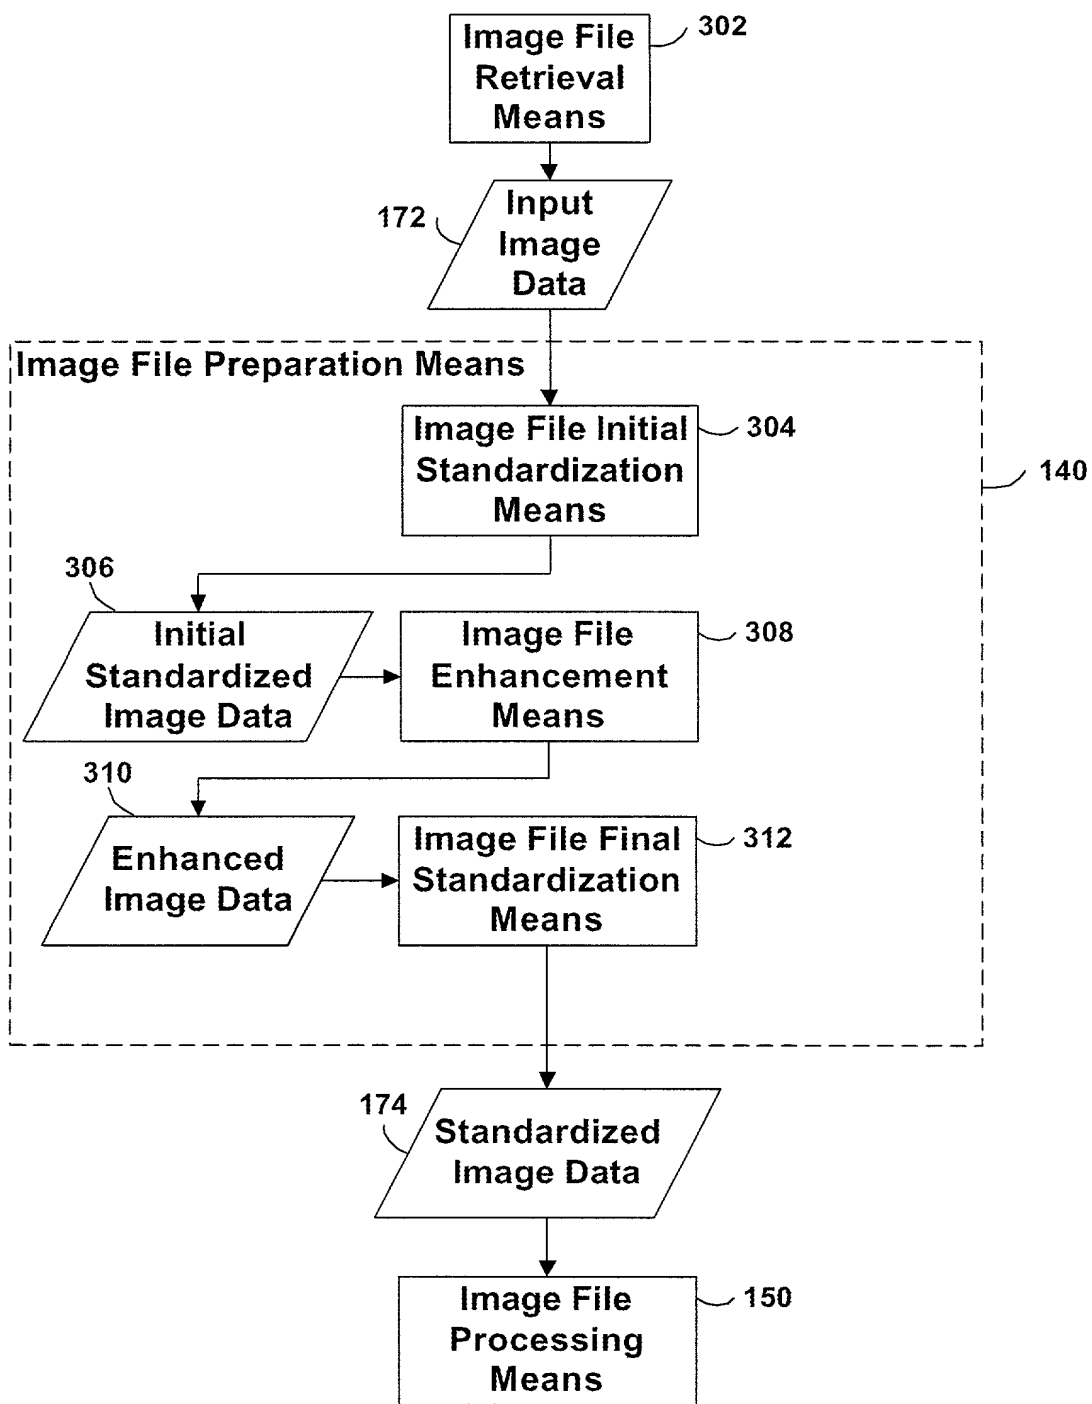 Image File
Retrieval
Means
302
172
Input
Image
Data
Image File Preparation Means
Image File Initial
Standardization
Means
304
140
306
Initial
Standardized
Image Data
Image File
Enhancement
Means
308
310
Enhanced
Image Data
Image File Final
Standardization
Means
312
174
Standardized
Image Data
Image File
Processing
Means
150